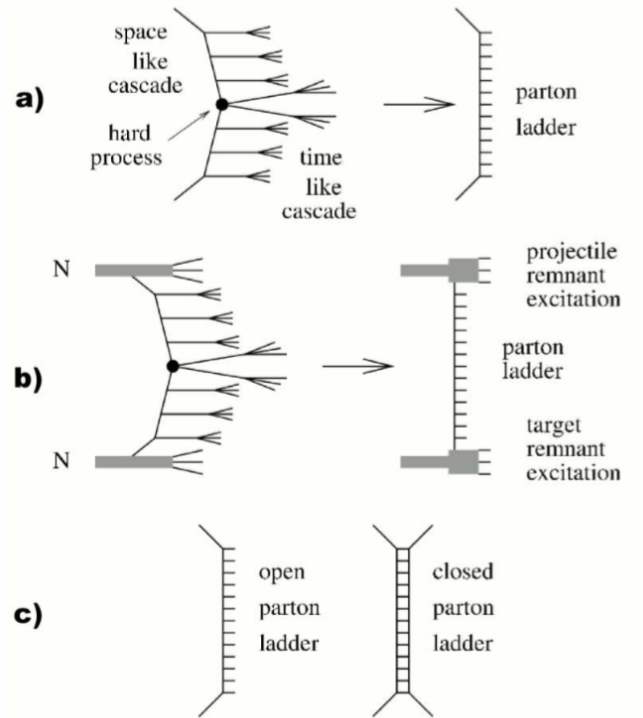 a)
space
like
cascade
hard
process
time
like
cascade
parton
ladder
b)
N
N
projectile
remnant
excitation
parton
ladder
target
remnant
excitation
c)
open
parton
ladder
closed
parton
ladder